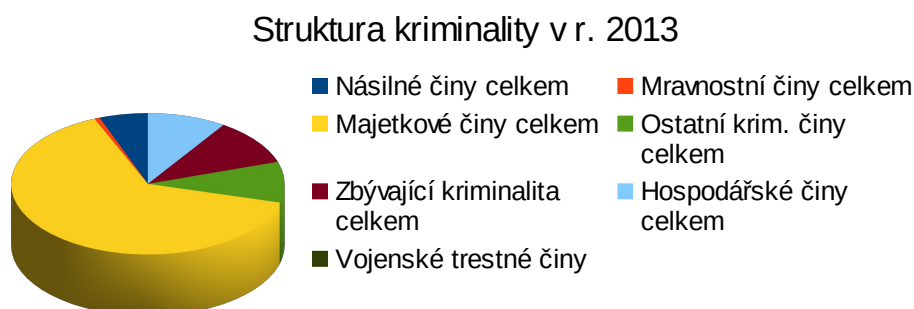 Struktura kriminality v r. 2013
Násilné činy celkem
Mravnostní činy celkem
Majetkové činy celkem
Ostatní krim. činy
celkem
Zbývající kriminalita
celkem
Hospodářské činy
celkem
Vojenské trestné činy